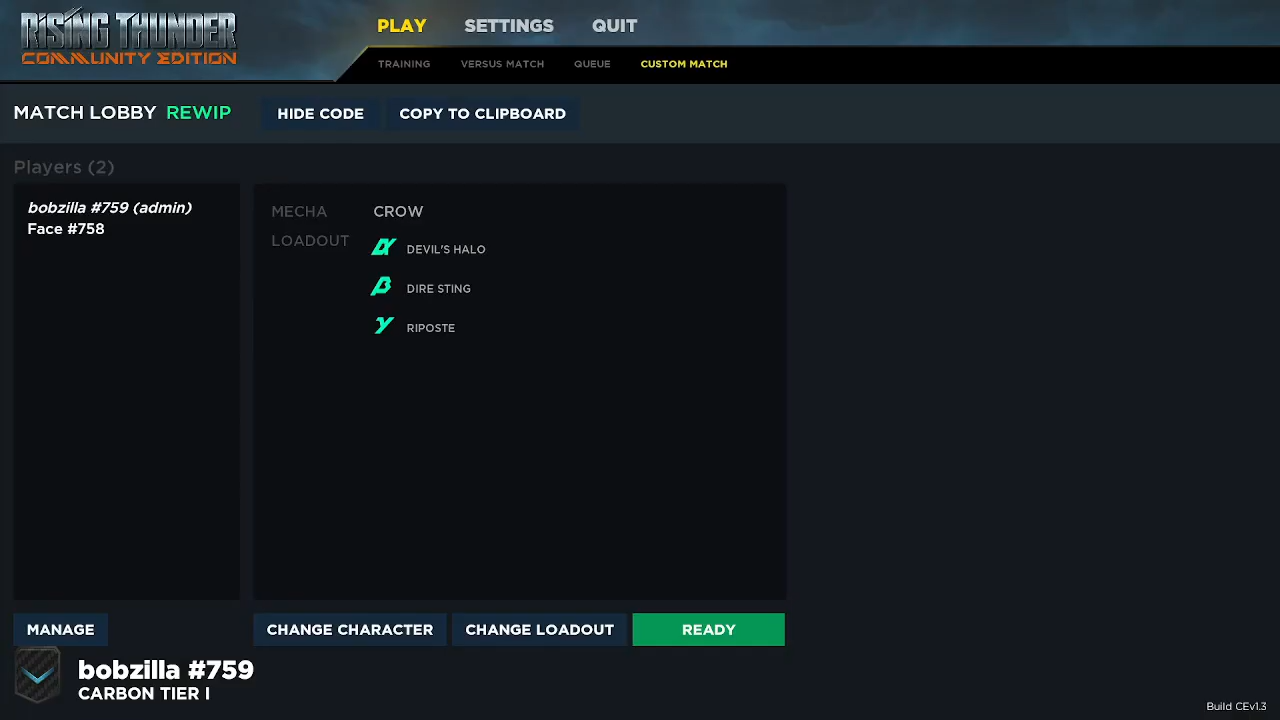 RISING THUNDER
COMMUNITY EDITION
PLAY SETTINGS QUIT
TRAINING VERSUS MATCH QUEUE CUSTOM MATCH
MATCH LOBBY REWIP HIDE CODE COPY TO CLIPBOARD
Players (2)
bobzilla #759 (admin)
Face #758
MECHA CROW
LOADOUT
α DEVIL'S HALO
β DIRE STING
γ RIPOSTE
MANAGE CHANGE CHARACTER CHANGE LOADOUT READY
bobzilla #759
CARBON TIER I
Build CEv1.3